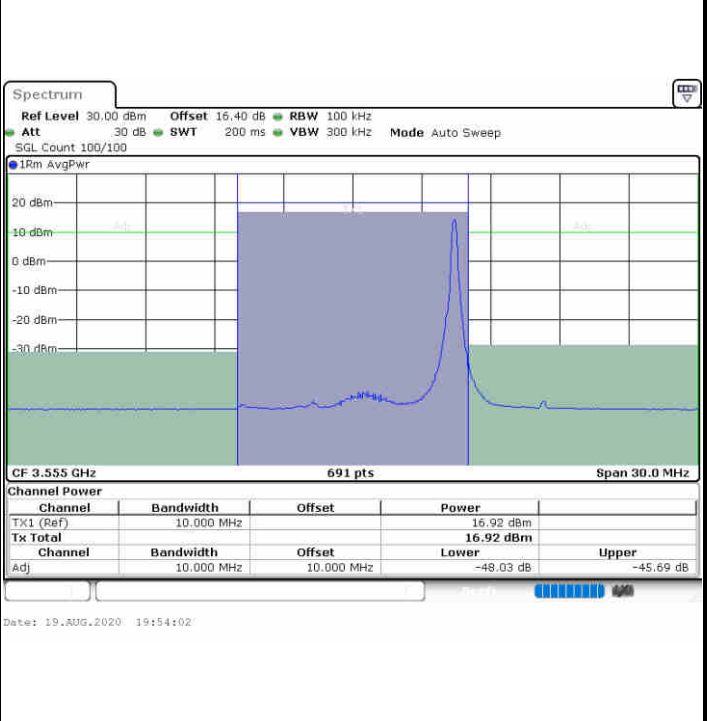 Spectrum
Ref Level 30.00 dBm Offset 16.40 dB RBW 100 kHz
Att 30 dB SWT 200 ms VBW 300 kHz Mode Auto Sweep
SGL Count 100/100
1Rm AvgPwr
20 dBm
Adj Adj
10 dBm
0 dBm
-10 dBm
-20 dBm
-30 dBm
CF 3.555 GHz 691 pts Span 30.0 MHz
Channel Power
Channel Bandwidth Offset Power
TX1 (Ref) 10.000 MHz 16.92 dBm
Tx Total 16.92 dBm
Channel Bandwidth Offset Lower Upper
Adj 10.000 MHz 10.000 MHz -48.03 dB -45.69 dB
Date: 19.AUG.2020 19:54:02